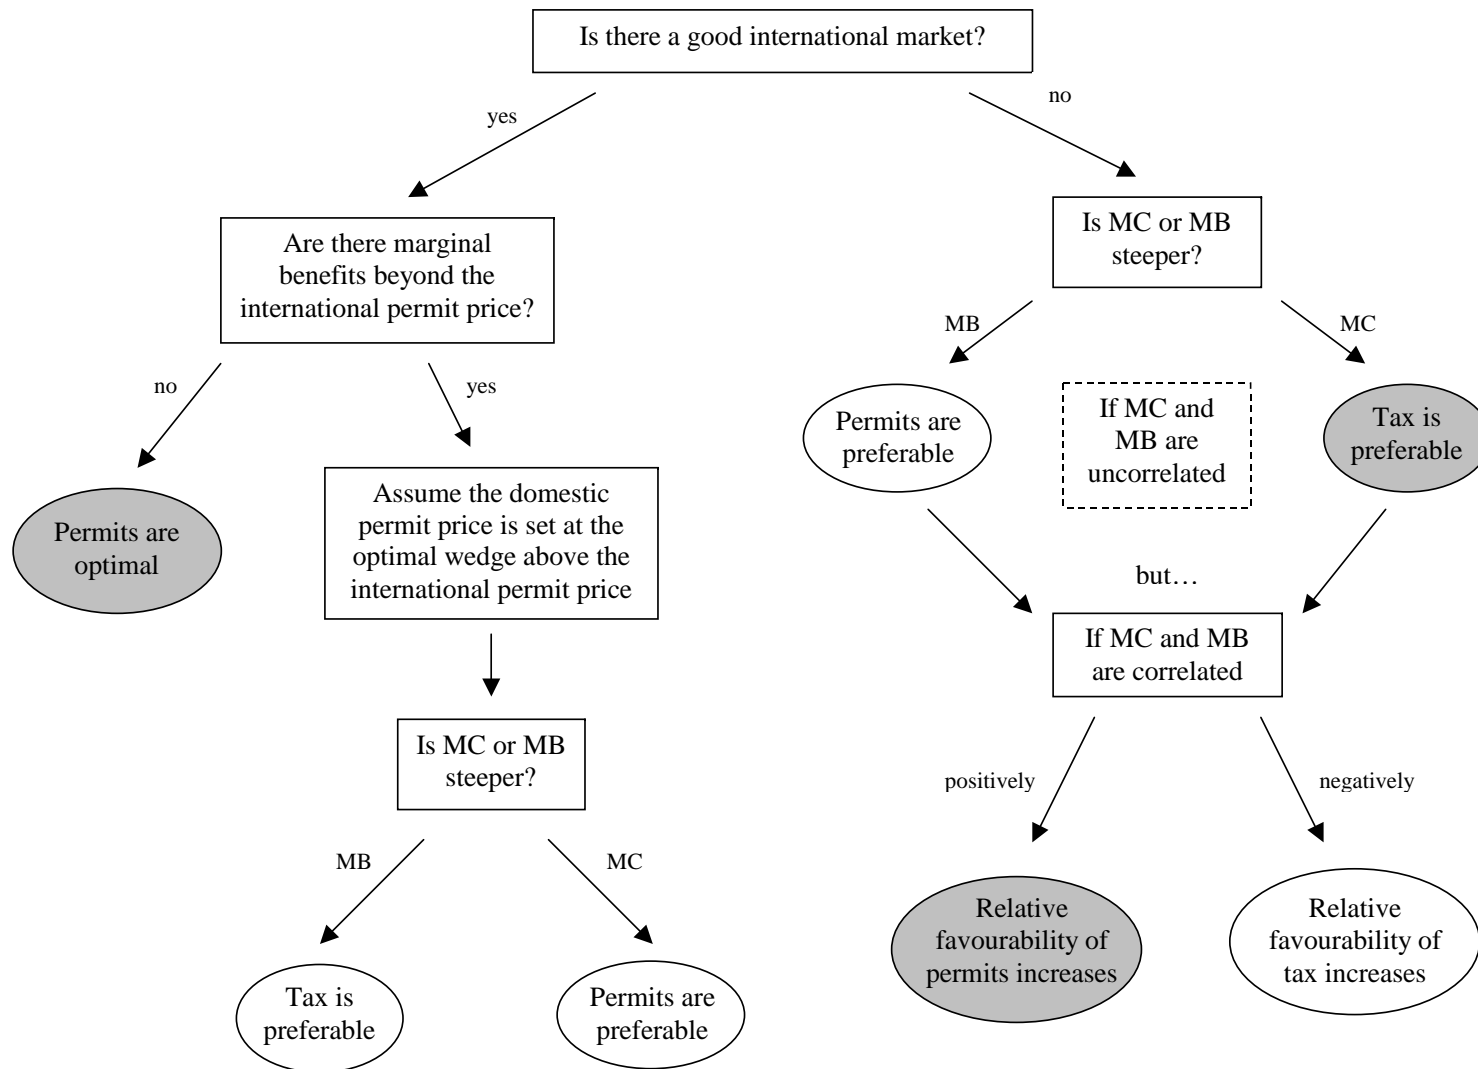 Is there a good international market?
yes
no
Are there marginal
benefits beyond the
international permit price?
Is MC or MB
steeper?
MB
MC
no
yes
Permits are
preferable
If MC and
MB are
uncorrelated
Tax is
preferable
Permits are
optimal
Assume the domestic
permit price is set at the
optimal wedge above the
international permit price
but…
If MC and MB
are correlated
Is MC or MB
steeper?
positively
negatively
MB
MC
Relative
favourability of
permits increases
Relative
favourability of
tax increases
Tax is
preferable
Permits are
preferable